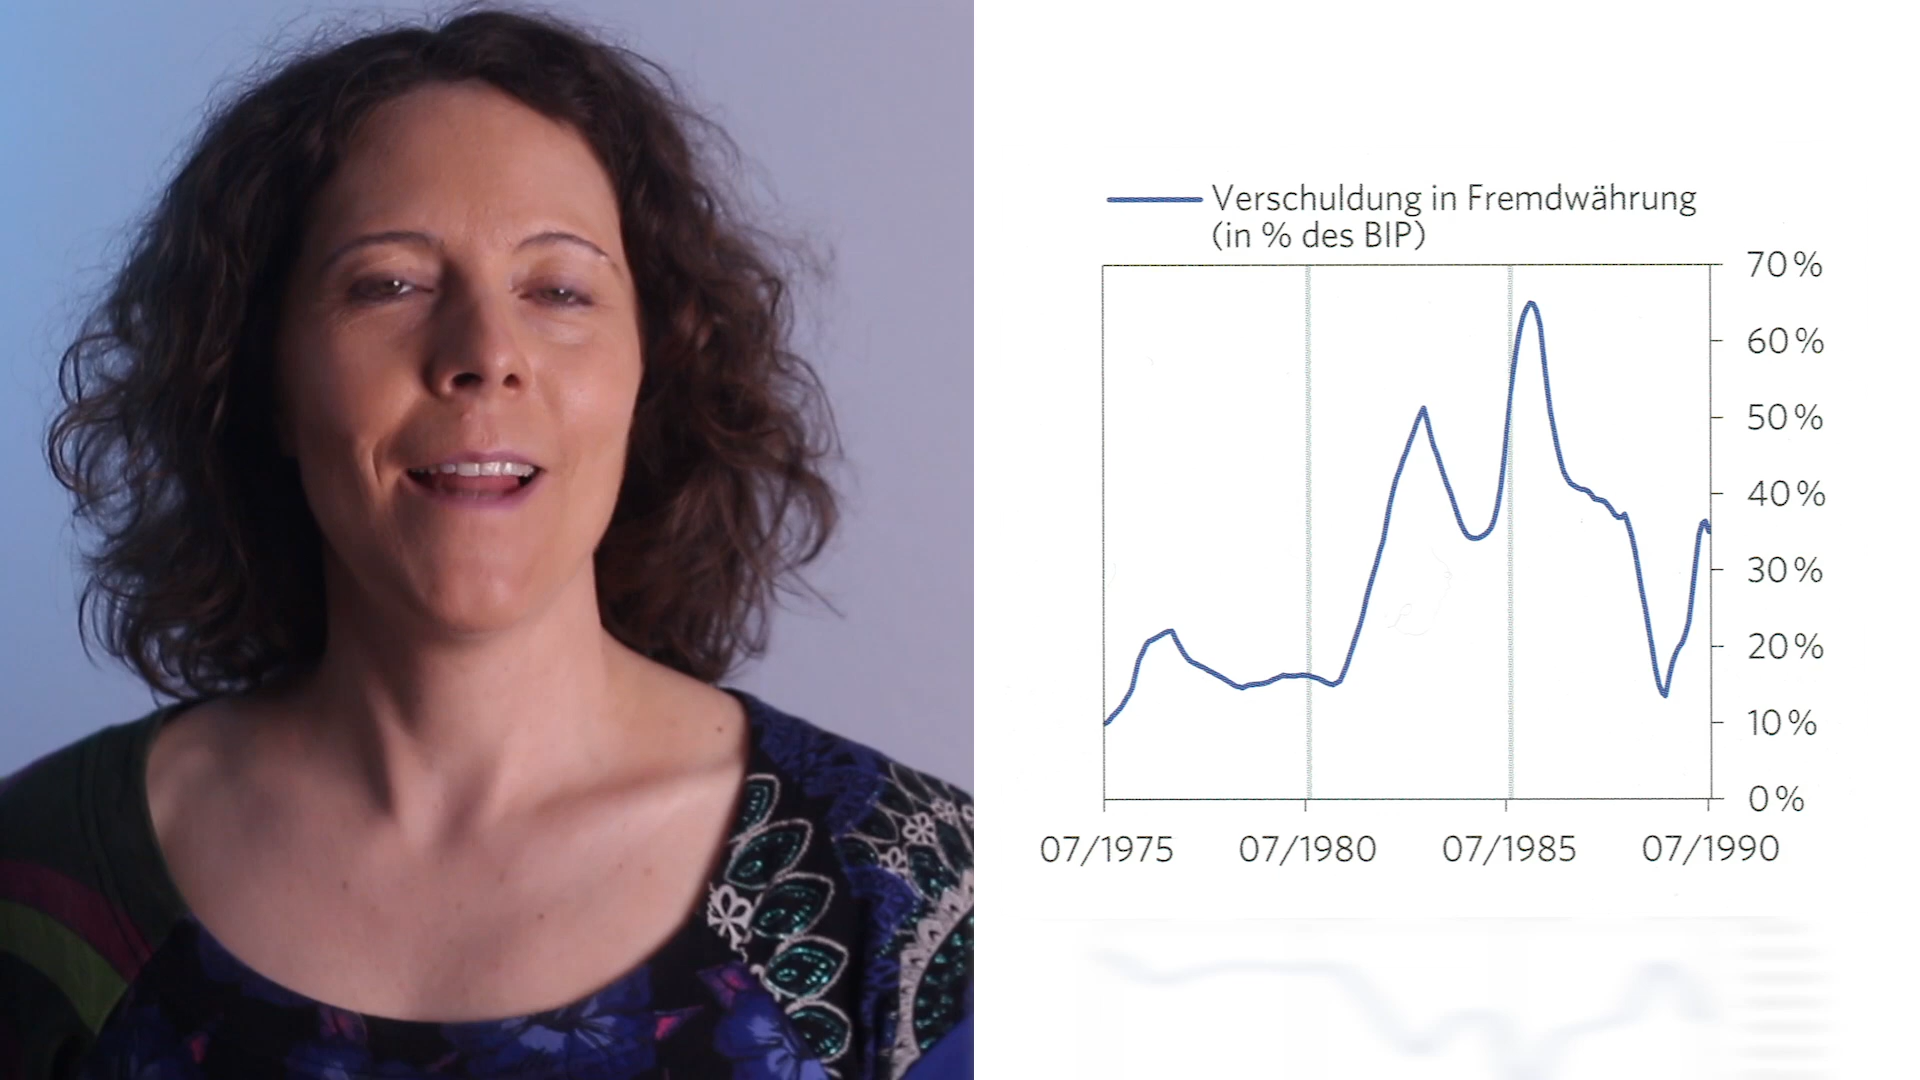 Verschuldung in Fremdwährung
(in % des BIP)
70 %
60 %
50 %
40 %
30 %
20 %
10 %
0 %
07/1975 07/1980 07/1985 07/1990